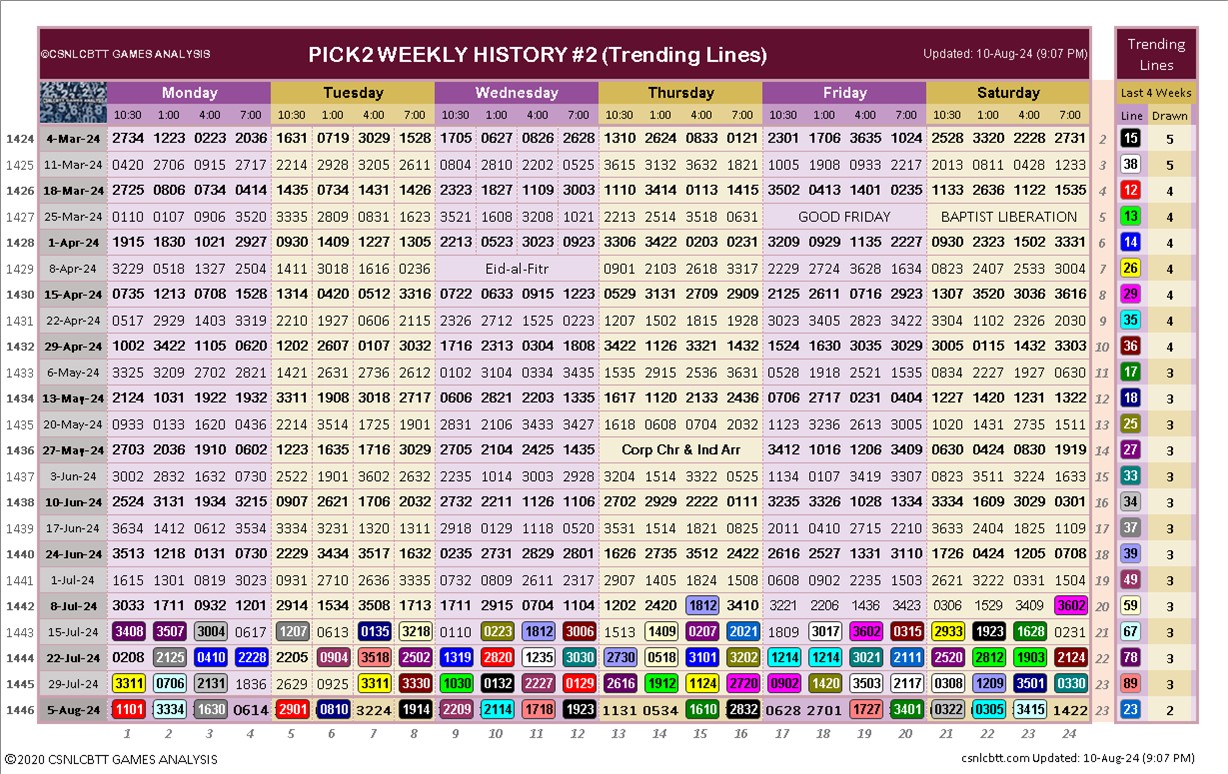 ©CSNLCBTT GAMES ANALYSIS PICK2 WEEKLY HISTORY #2 (Trending Lines) Updated: 10-Aug-24 (9:07 PM) Trending Lines
Monday Tuesday Wednesday Thursday Friday Saturday Last 4 Weeks
10:30 1:00 4:00 7:00 10:30 1:00 4:00 7:00 10:30 1:00 4:00 7:00 10:30 1:00 4:00 7:00 10:30 1:00 4:00 7:00 10:30 1:00 4:00 7:00 Line Drawn
1424 4-Mar-24 2734 1223 0223 2036 1631 0719 3029 1525 1705 0627 0826 2628 1310 2624 0833 0121 2301 1706 3635 1024 2528 3320 2228 2731 2 15 5
1425 11-Mar-24 0420 2706 0915 2717 2214 2928 3205 2611 0804 2810 2202 0525 3615 3132 3632 1821 1005 1908 0333 2217 2013 0811 0428 1233 3 38 5
1426 18-Mar-24 2725 0806 0734 0414 1435 0734 1431 1426 2323 1827 1109 3003 1110 3414 0113 1415 3502 0413 1401 0235 1133 2636 1122 1535 4 12 4
1427 25-Mar-24 0110 0107 0906 3520 3335 2809 0831 1623 3521 1608 3208 1021 2213 2514 3518 0631 GOOD FRIDAY BAPTIST LIBERATION 5 13 4
1428 1-Apr-24 1915 1830 1021 2927 0930 1409 1227 1305 2213 0523 3023 0923 3306 3422 0203 0231 3209 0929 1135 2227 0930 2323 1502 3331 6 14 4
1429 8-Apr-24 3229 0518 1327 2504 1411 3018 1616 0239 Eid-al-Fitr 0901 2103 2618 3317 2229 2724 3628 1634 0823 2407 2533 3004 7 26 4
1430 15-Apr-24 0735 1213 0708 1528 1314 0420 0512 3315 0722 0633 0915 1223 0529 3131 2709 2909 2125 2611 0716 2923 1307 3520 3036 3616 8 29 4
1431 22-Apr-24 0517 2929 1403 3319 2210 1927 0606 2113 2326 2712 1525 0223 1207 1502 1815 1928 3023 3405 2323 3422 3304 1102 2326 2030 9 35 4
1432 29-Apr-24 1002 3422 1105 0620 1202 2607 0107 3032 1716 2313 0304 1808 3422 1126 3321 1432 1524 1630 3035 3029 3005 0115 1432 3303 10 36 4
1433 6-May-24 3325 3209 2702 2821 1421 2631 2736 2612 0102 3104 0334 3435 1535 2915 2536 3631 0528 1918 2521 1535 0834 2227 1927 0630 11 17 3
1434 13-May-24 2124 1031 1922 1932 3311 1908 3018 2717 0606 2821 2203 1335 1617 1120 2133 2436 0706 2717 0231 0404 1227 1420 1231 1322 12 18 3
1435 20-May-24 0933 0133 1620 0436 2214 3514 1725 1901 2831 2106 3433 3427 1618 0608 0704 2032 1123 3236 2613 3005 1020 1431 2735 1511 13 25 3
1436 27-May-24 2703 2036 1910 0602 1223 1635 1716 3029 2705 2104 2425 1435 Corp Chr & Ind Arr 3412 1016 1206 3409 0630 0424 0830 1919 14 27 3
1437 3-Jun-24 3002 2832 1632 0730 2522 1901 3602 2632 2235 1014 3003 2928 3204 1514 3322 0525 1134 0107 3419 3307 0823 3511 3224 1633 15 33 3
1438 10-Jun-24 2524 3131 1934 3215 0907 2621 1706 2032 2732 2211 1126 1106 2702 2929 2222 0111 3235 3326 1028 1334 3334 1609 3029 0301 16 34 3
1439 17-Jun-24 3634 1412 0612 3534 3334 3231 1320 1311 2918 0129 1118 0520 3531 1514 1821 0825 2011 0410 2715 2210 3633 2404 1825 1109 17 37 3
1440 24-Jun-24 3513 1218 0131 0730 2229 3434 3517 1632 0235 2731 2829 2801 1626 2735 3512 2422 2616 2527 1331 3110 1726 0424 1205 0708 18 39 3
1441 1-Jul-24 1615 1301 0819 3023 0931 2710 2636 3335 0732 0809 2611 2317 2907 1405 1824 1508 0608 0902 2235 1503 2621 3222 0331 1504 19 49 3
1442 8-Jul-24 3033 1711 0932 1201 2914 1534 3508 1713 1711 2915 0704 1104 1202 2420 1812 3410 3221 2206 1436 3423 0306 1529 3409 3602 20 59 3
1443 15-Jul-24 3408 3507 3004 0617 1207 0613 0135 3218 0110 0223 1812 3006 1513 1409 0207 2021 1809 3017 3602 0315 2933 1923 1628 0231 21 67 3
1444 22-Jul-24 0208 2125 0410 2228 2205 0904 3518 2502 1319 2820 1235 3030 2730 0518 3101 3202 1214 1214 3021 2111 2520 2812 1903 2124 22 78 3
1445 29-Jul-24 3311 0706 2131 1836 2629 0925 3311 3330 1030 0132 2227 0129 2616 1912 1124 2720 0902 1420 3503 2117 0308 1209 3501 0330 23 89 3
1446 5-Aug-24 1101 3334 1630 0614 2901 0810 3224 1914 2209 2114 1718 1923 1131 0534 1610 2832 0628 2701 1727 3401 0322 0305 3415 1422 23 23 2
1 2 3 4 5 6 7 8 9 10 11 12 13 14 15 16 17 18 19 20 21 22 23 24
©2020 CSNLCBTT GAMES ANALYSIS csnlcbtt.com Updated: 10-Aug-24 (9:07 PM)